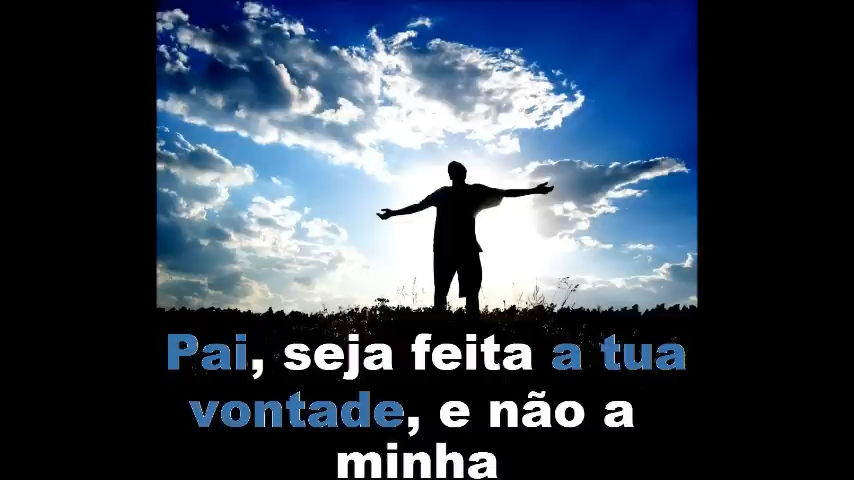 Pai, seja feita a tua
vontade, e não a
minha